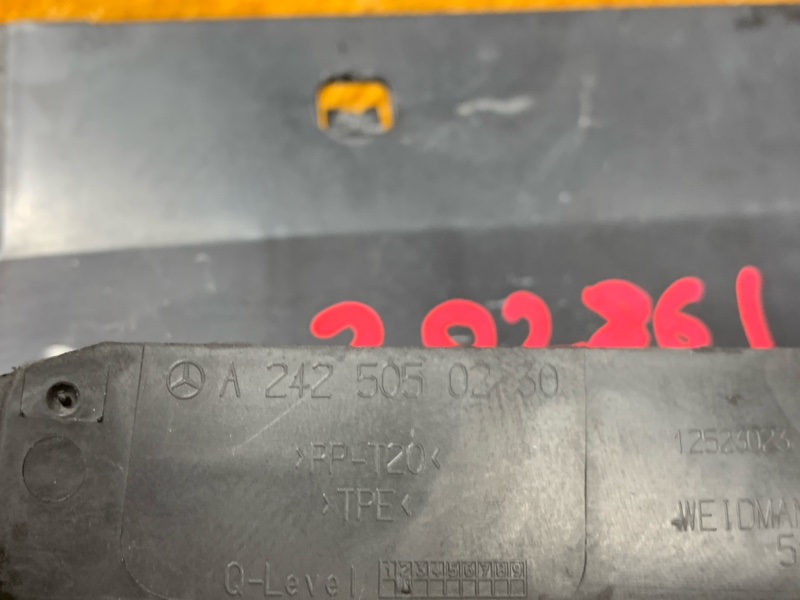 A 242 505 02 30
>PP-T20<
>TPE<
Q-Level
12523023
WEIDMAN
5